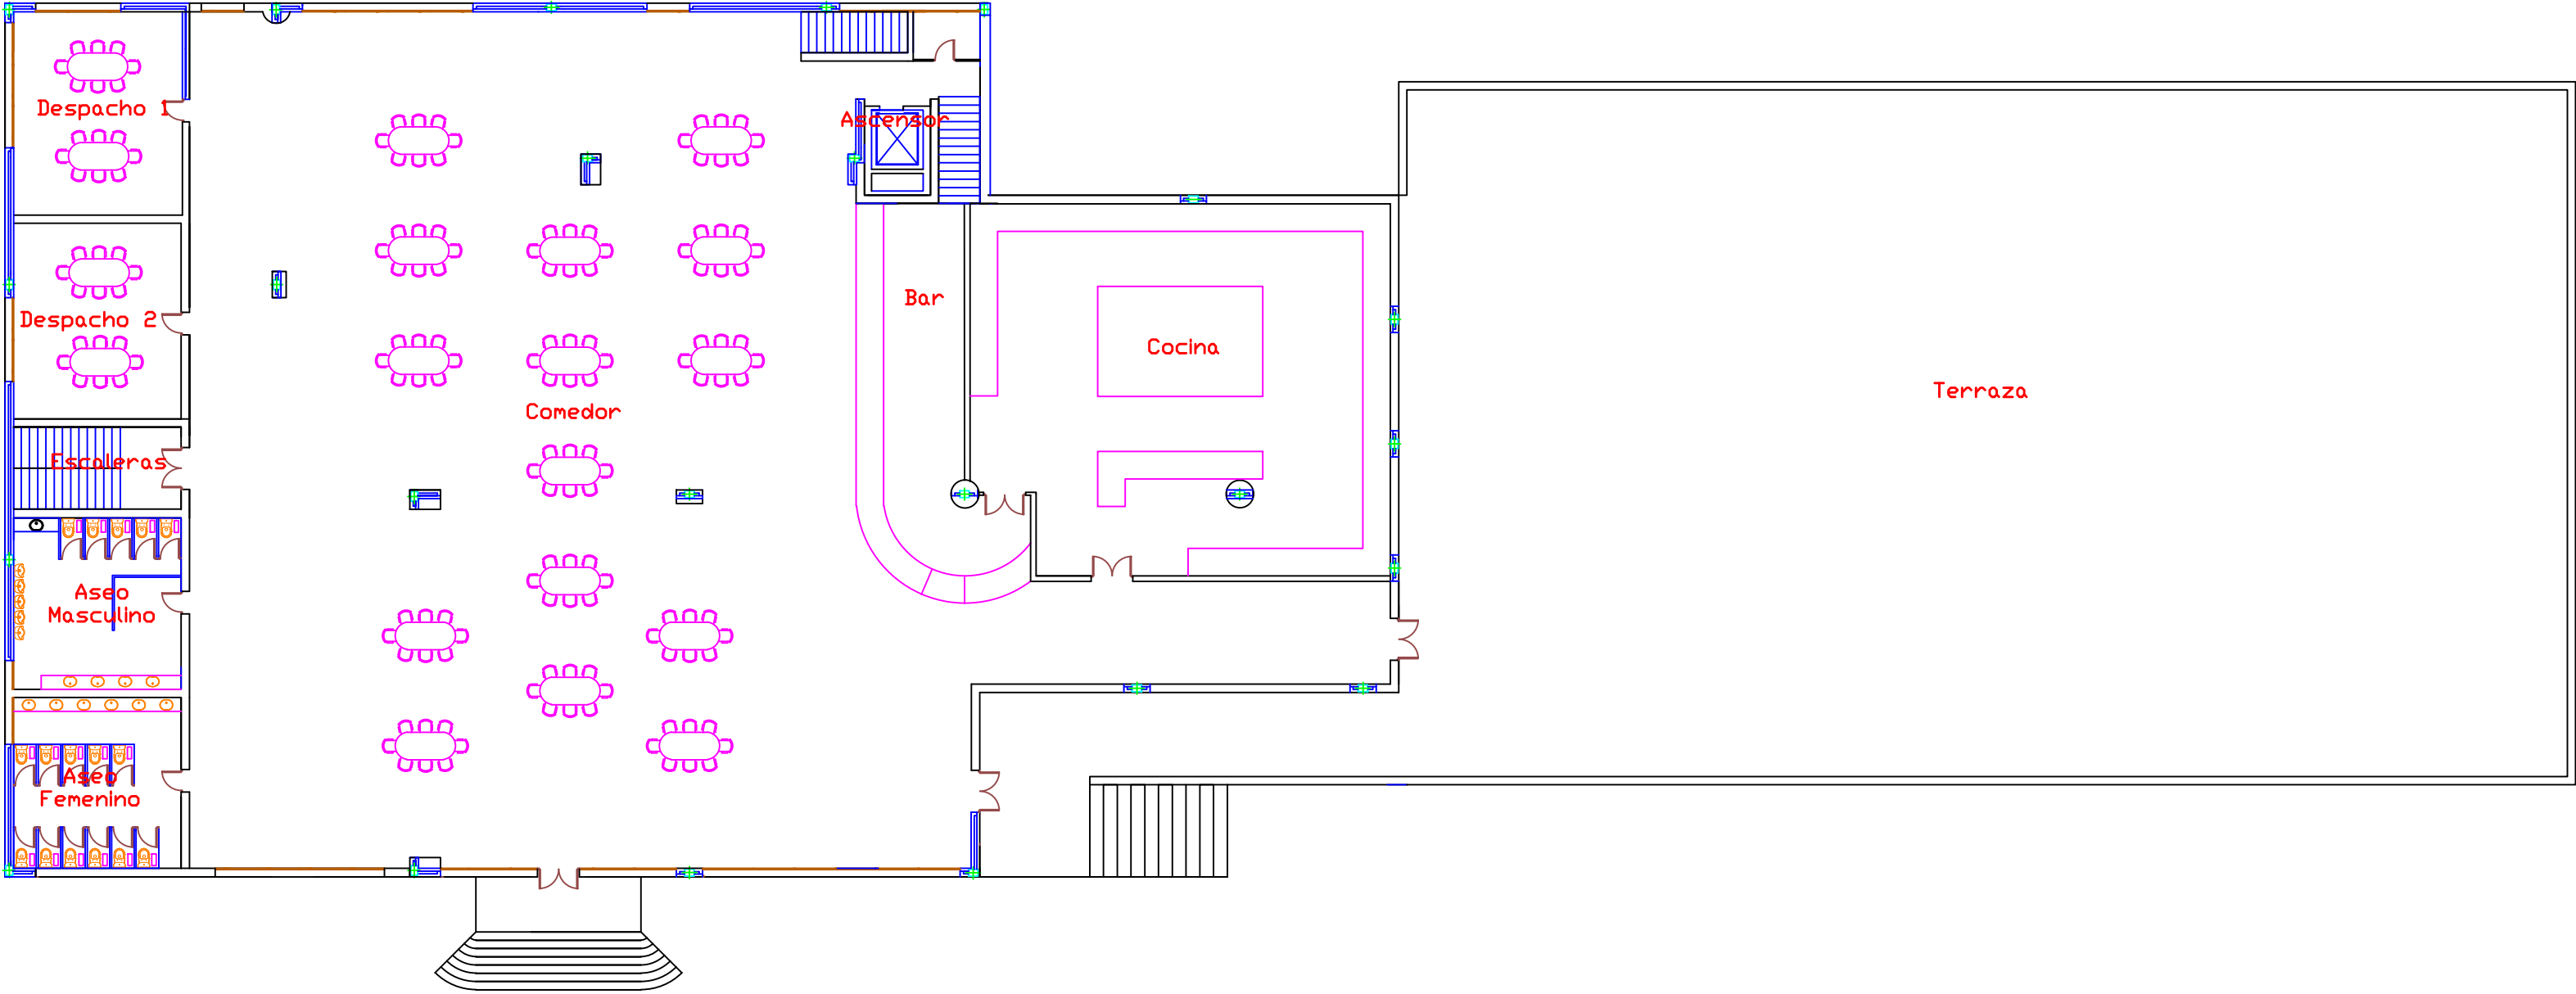 Despacho 1
Ascensor
Bar
Despacho 2
Cocina
Terraza
Comedor
Escaleras
Aseo
Masculino
Aseo
Femenino